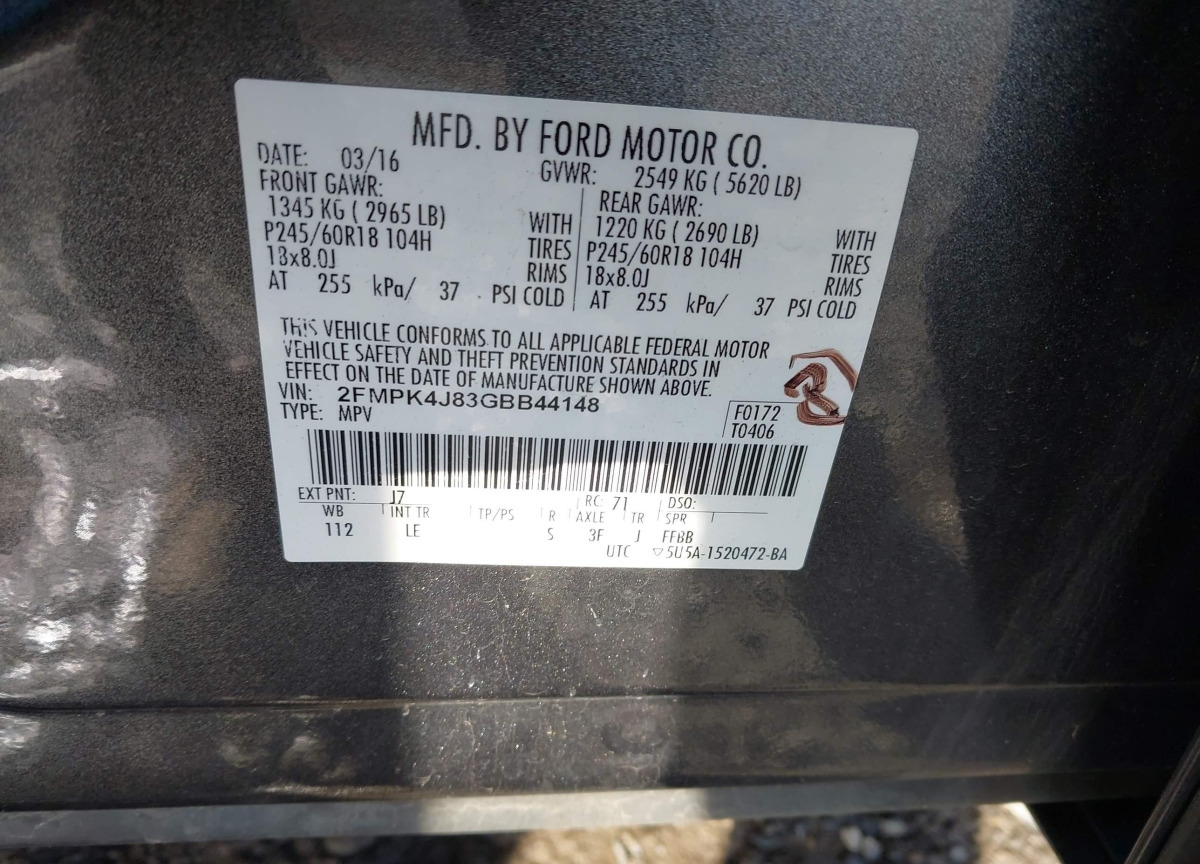 MFD. BY FORD MOTOR CO.
DATE: 03/16 GVWR: 2549 KG ( 5620 LB)
FRONT GAWR: REAR GAWR:
1345 KG ( 2965 LB) WITH 1220 KG ( 2690 LB) WITH
P245/60R18 104H TIRES P245/60R18 104H TIRES
18x8.0J RIMS 18x8.0J RIMS
AT 255 kPa/ 37 PSI COLD AT 255 kPa/ 37 PSI COLD
THIS VEHICLE CONFORMS TO ALL APPLICABLE FEDERAL MOTOR
VEHICLE SAFETY AND THEFT PREVENTION STANDARDS IN
EFFECT ON THE DATE OF MANUFACTURE SHOWN ABOVE.
VIN: 2FMPK4J83GBB44148
TYPE: MPV
F0172
T0406
EXT PNT: J7 RC: 71 DSO:
WB INT TR TP/PS R AXLE TR SPR
112 LE S 3F J FFBB
UTC ▽5U5A-1520472-BA